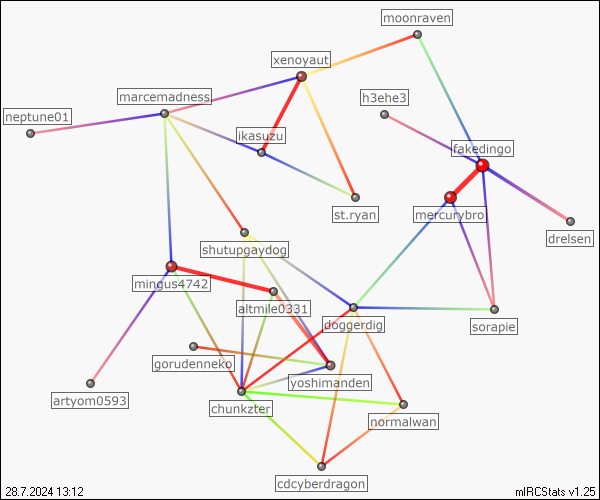 moonraven
xenoyaut
h3ehe3
marcemadness
neptune01
ikasuzu
fakedingo
st.ryan
mercurybro
drelsen
shutupgaydog
mingus4742
altmile0331
doggerdig
sorapie
gorudenneko
yoshimanden
artyom0593
chunkzter
normalwan
cdcyberdragon
28.7.2024 13:12
mIRCStats v1.25